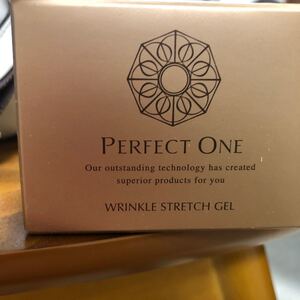 PERFECT ONE
Our outstanding technology has created
superior products for you
WRINKLE STRETCH GEL